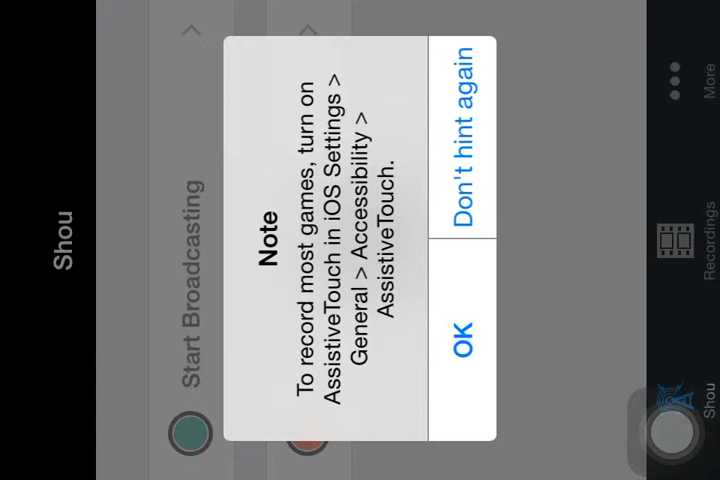 Shou
Start Broadcasting
Note
To record most games, turn on
AssistiveTouch in iOS Settings >
General > Accessibility >
AssistiveTouch.
OK
Don't hint again
Shou
Recordings
More